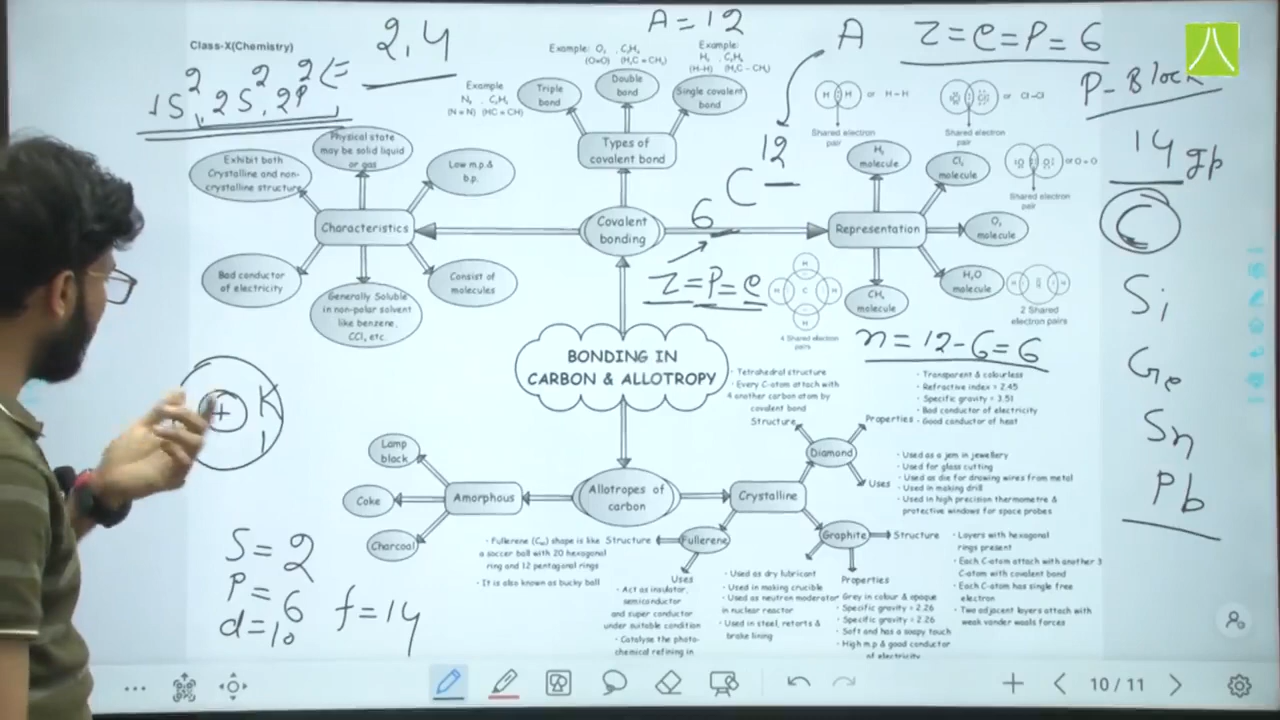 Class-X(Chemistry)
2,4
A=12
A
Z=e=P=6
1S², 2S², 2P²
P-Block
14 gp
C
Si
Ge
Sn
Pb
Example
N₂ , C₂H₂
(N ≡ N) (HC ≡ CH)
Example: O₂ , C₂H₄
(O=O) (H₂C = CH₂)
Example:
H₂ C₂H₆
(H-H) (H₃C - CH₃)
Triple
bond
Double
bond
Single covalent
bond
Types of
covalent bond
Exhibit both
Crystalline and non-
crystalline structure
Physical state
may be solid liquid
or gas
Low m.p.&
b.p.
Characteristics
Bad conductor
of electricity
Generally Soluble
in non-polar solvent
like benzene,
CCl₄ etc.
Consist of
molecules
Covalent
bonding
12
C
6
Z=P=e
Representation
H H or H-H
Shared electron
pair
Cl Cl or Cl-Cl
Shared electron
pair
H₂
molecule
Cl₂
molecule
O O or O=O
Shared electron
pair
O₂
molecule
H₂O
molecule
2 Shared
electron pairs
CH₄
molecule
H
H C H
H
4 Shared electron
pairs
n=12-6=6
BONDING IN
CARBON & ALLOTROPY
+ K
S=2
P=6
d=10
f=14
Allotropes of
carbon
Amorphous
Lamp
black
Coke
Charcoal
Crystalline
Diamond
Structure
• Tetrahedral structure
• Every C-atom attach with
4 another carbon atom by
covalent bond
Properties
• Transparent & colourless
• Refractive index = 2.45
• Specific gravity = 3.51
• Bad conductor of electricity
• Good conductor of heat
Uses
• Used as a jem in jewellery
• Used for glass cutting
• Used as die for drawing wires from metal
• Used in making drill
• Used in high precision thermometre &
protective windows for space probes
Fullerene
Structure
• Fullerene (C₆₀) shape is like
a soccer ball with 20 hexagonal
ring and 12 pentagonal rings
• It is also known as bucky ball
Uses
• Act as insulator,
semiconductor
and super conductor
under suitable condition
• Catalyse the photo-
chemical refining in
Graphite
• Used as dry lubricant
• Used in making crucible
• Used as neutron moderator
in nuclear reactor
• Used in steel, retorts &
brake lining
Properties
• Grey in colour & opaque
• Specific gravity = 2.26
• Specific gravity = 2.26
• Soft and has a soapy touch
• High m.p & good conductor
of electricity
Structure
• Layers with hexagonal
rings present
• Each C-atom attach with another 3
C-atom with covalent bond
• Each C-atom has single free
electron
• Two adjacent layers attach with
weak vander waals forces
10 / 11